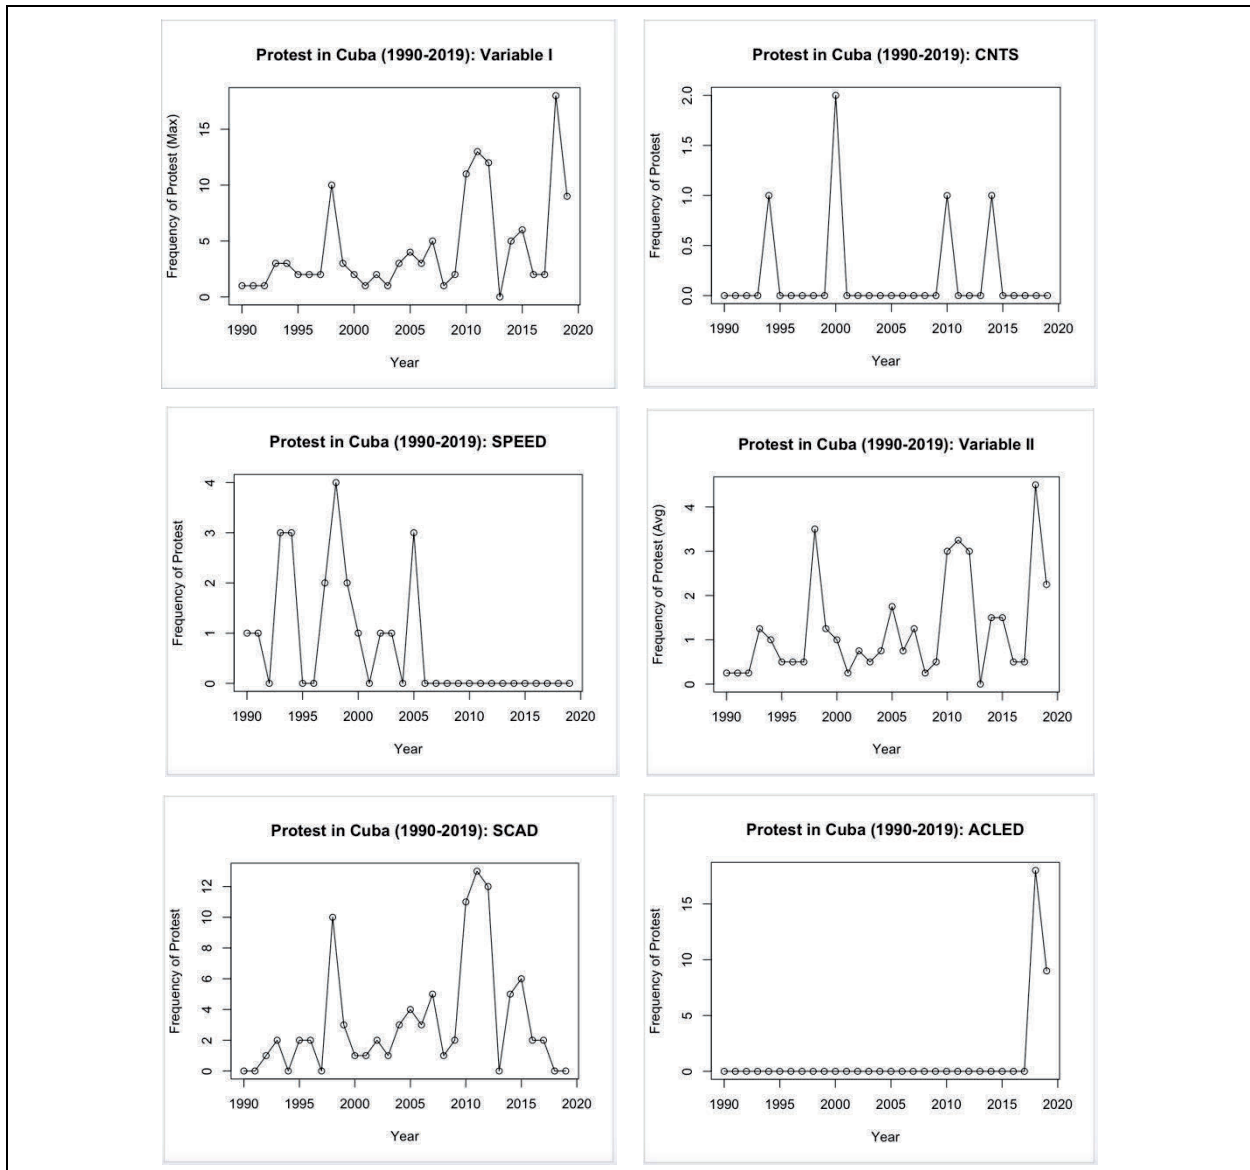 Protest in Cuba (1990-2019): Variable I
Frequency of Protest (Max)
15
10
5
0
1990 1995 2000 2005 2010 2015 2020
Year
Protest in Cuba (1990-2019): CNTS
Frequency of Protest
2.0
1.5
1.0
0.5
0.0
1990 1995 2000 2005 2010 2015 2020
Year
Protest in Cuba (1990-2019): SPEED
Frequency of Protest
4
3
2
1
0
1990 1995 2000 2005 2010 2015 2020
Year
Protest in Cuba (1990-2019): Variable II
Frequency of Protest (Avg)
4
3
2
1
0
1990 1995 2000 2005 2010 2015 2020
Year
Protest in Cuba (1990-2019): SCAD
Frequency of Protest
12
10
8
6
4
2
0
1990 1995 2000 2005 2010 2015 2020
Year
Protest in Cuba (1990-2019): ACLED
Frequency of Protest
15
10
5
0
1990 1995 2000 2005 2010 2015 2020
Year